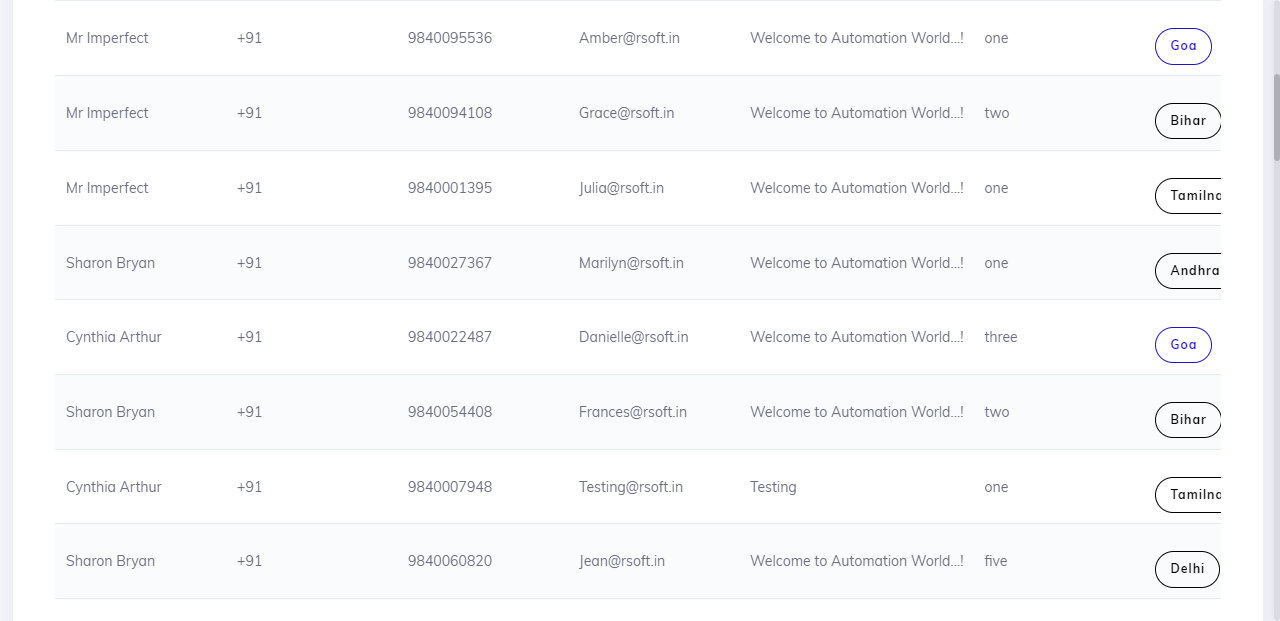 Mr Imperfect +91 9840095536 Amber@rsoft.in Welcome to Automation World...! one Goa
Mr Imperfect +91 9840094108 Grace@rsoft.in Welcome to Automation World...! two Bihar
Mr Imperfect +91 9840001395 Julia@rsoft.in Welcome to Automation World...! one Tamilna
Sharon Bryan +91 9840027367 Marilyn@rsoft.in Welcome to Automation World...! one Andhra
Cynthia Arthur +91 9840022487 Danielle@rsoft.in Welcome to Automation World...! three Goa
Sharon Bryan +91 9840054408 Frances@rsoft.in Welcome to Automation World...! two Bihar
Cynthia Arthur +91 9840007948 Testing@rsoft.in Testing one Tamilna
Sharon Bryan +91 9840060820 Jean@rsoft.in Welcome to Automation World...! five Delhi